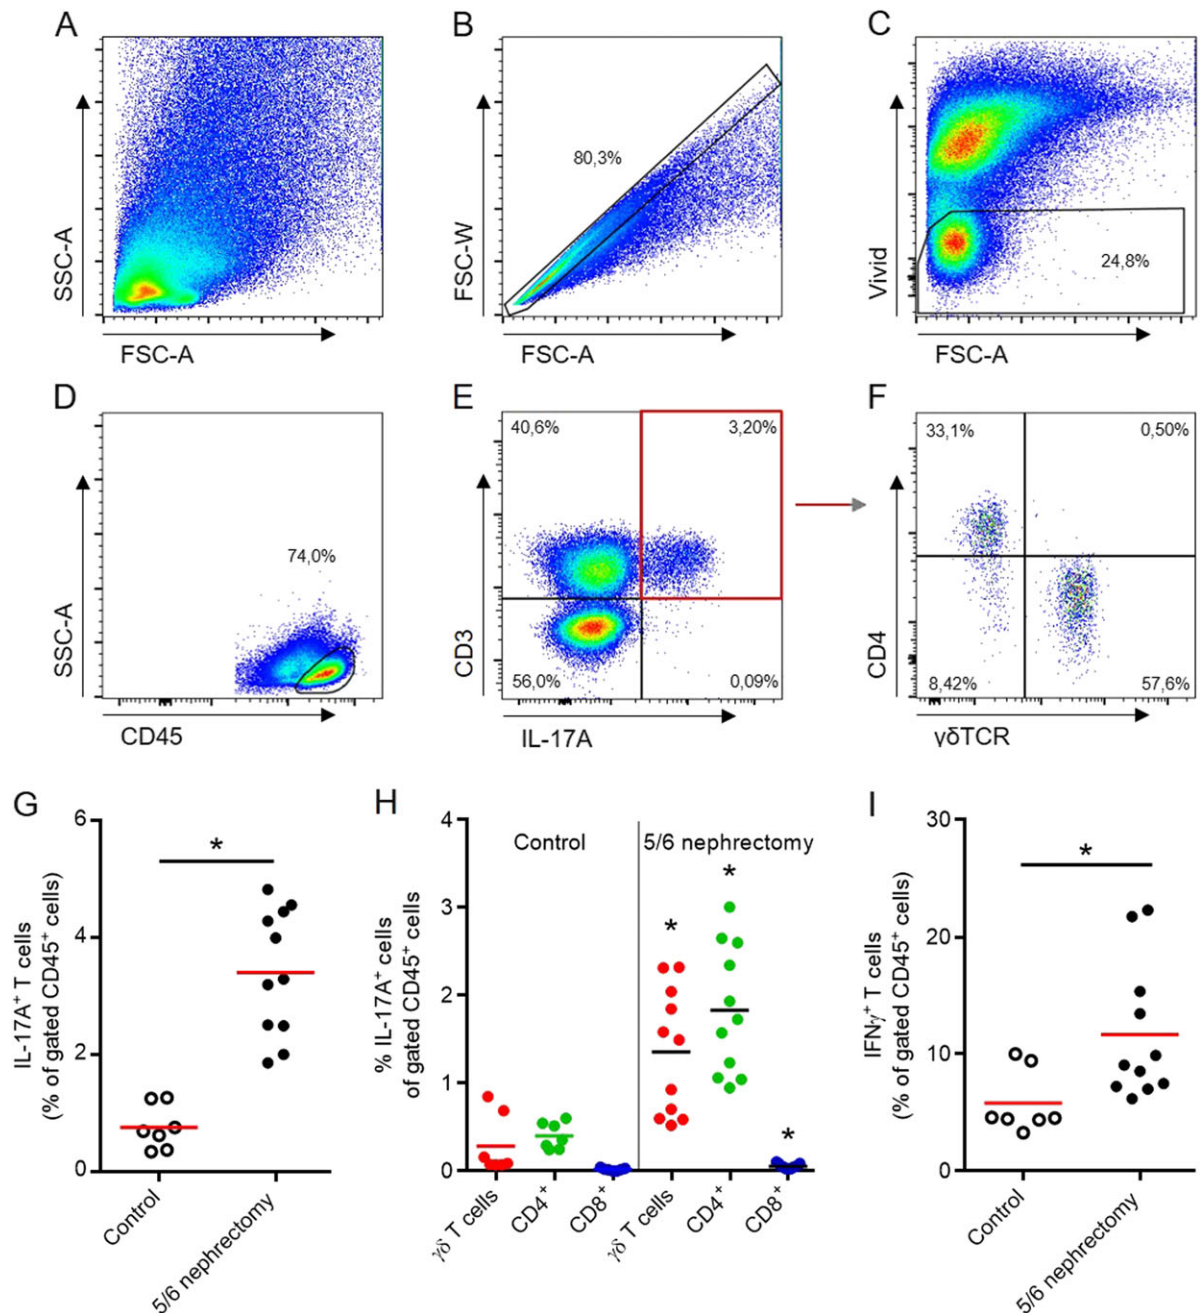 A
SSC-A
FSC-A
B
80,3%
FSC-W
FSC-A
C
24,8%
Vivid
FSC-A
D
74,0%
SSC-A
CD45
E
40,6%
3,20%
56,0%
0,09%
CD3
IL-17A
F
33,1%
0,50%
8,42%
57,6%
CD4
γδTCR
G
IL-17A⁺ T cells
(% of gated CD45⁺ cells)
6
4
2
0
*
Control
5/6 nephrectomy
H
% IL-17A⁺ cells
of gated CD45⁺ cells
4
3
2
1
0
Control
5/6 nephrectomy
*
*
*
γδ T cells
CD4⁺
CD8⁺
γδ T cells
CD4⁺
CD8⁺
I
IFNγ⁺ T cells
(% of gated CD45⁺ cells)
30
20
10
0
*
Control
5/6 nephrectomy